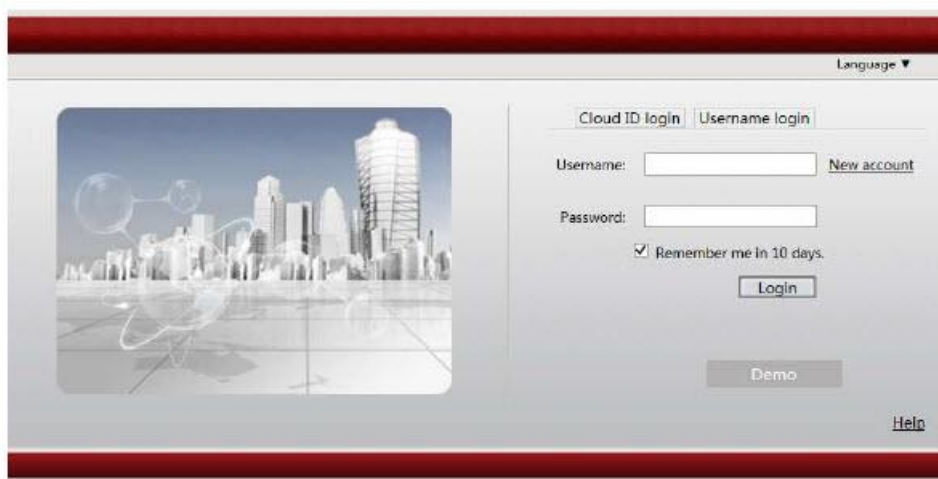 Language ▼
Cloud ID login Username login
Username: New account
Password:
Remember me in 10 days.
Login
Demo
Help